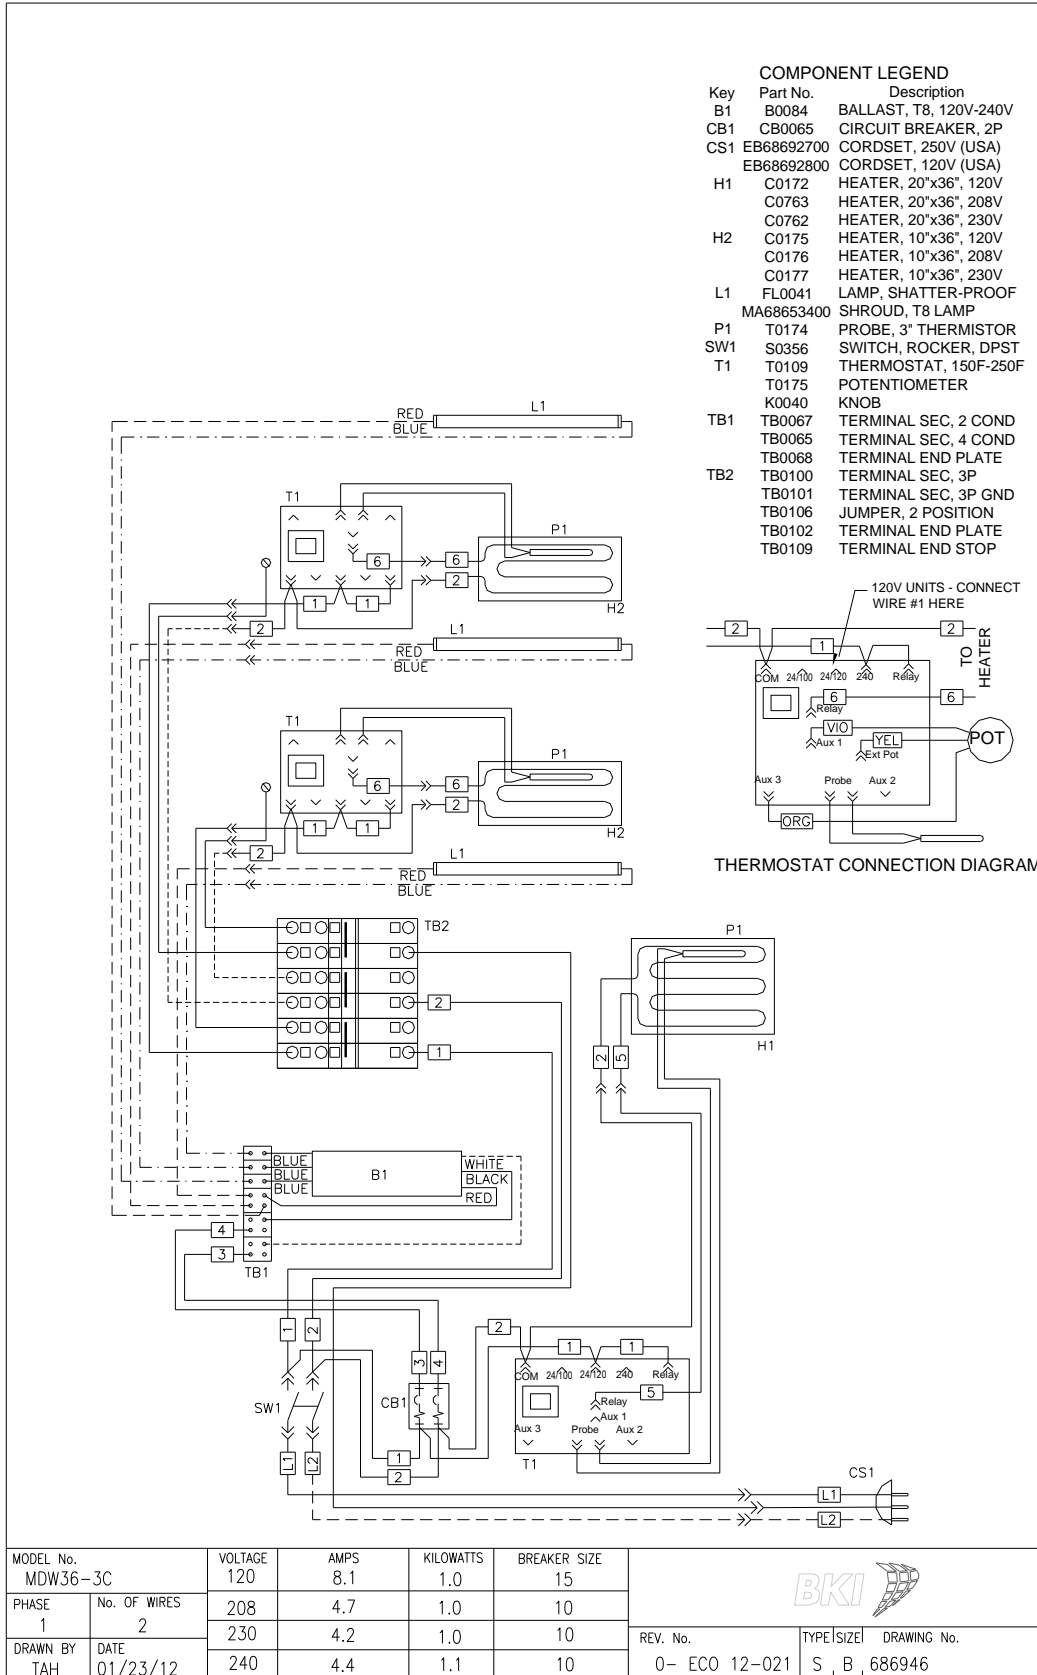 COMPONENT LEGEND
Key Part No. Description
B1 B0084 BALLAST, T8, 120V-240V
CB1 CB0065 CIRCUIT BREAKER, 2P
CS1 EB68692700 CORDSET, 250V (USA)
EB68692800 CORDSET, 120V (USA)
H1 C0172 HEATER, 20"x36", 120V
C0763 HEATER, 20"x36", 208V
C0762 HEATER, 20"x36", 230V
H2 C0175 HEATER, 10"x36", 120V
C0176 HEATER, 10"x36", 208V
C0177 HEATER, 10"x36", 230V
L1 FL0041 LAMP, SHATTER-PROOF
MA68653400 SHROUD, T8 LAMP
P1 T0174 PROBE, 3" THERMISTOR
SW1 S0356 SWITCH, ROCKER, DPST
T1 T0109 THERMOSTAT, 150F-250F
T0175 POTENTIOMETER
K0040 KNOB
TB1 TB0067 TERMINAL SEC, 2 COND
TB0065 TERMINAL SEC, 4 COND
TB0068 TERMINAL END PLATE
TB2 TB0100 TERMINAL SEC, 3P
TB0101 TERMINAL SEC, 3P GND
TB0106 JUMPER, 2 POSITION
TB0102 TERMINAL END PLATE
TB0109 TERMINAL END STOP
RED L1
BLUE
T1
P1
6 6
2
1 1
H2
2
L1
RED
BLUE
T1
P1
6 6
2
1 1
H2
2
L1
RED
BLUE
120V UNITS - CONNECT
WIRE #1 HERE
2 2
1
TO HEATER
COM 24/100 24/120 240 Relay
6 6
Relay
VIO
Aux 1
YEL
POT
Ext Pot
Aux 3 Probe Aux 2
ORG
THERMOSTAT CONNECTION DIAGRAM
TB2
2
1
P1
H1
2 5
BLUE
BLUE
BLUE
B1
WHITE
BLACK
RED
4
3
TB1
1 2
3 4
SW1
CB1
L1 L2
1
2
2
1 1
COM 24/100 24/120 240 Relay
5
Relay
Aux 1
Aux 3 Probe Aux 2
T1
CS1
L1
L2
MODEL No.
MDW36-3C
PHASE
1
No. OF WIRES
2
DRAWN BY
TAH
DATE
01/23/12
VOLTAGE AMPS KILOWATTS BREAKER SIZE
120 8.1 1.0 15
208 4.7 1.0 10
230 4.2 1.0 10
240 4.4 1.1 10
BKI
REV. No.
0- ECO 12-021
TYPE
S
SIZE
B
DRAWING No.
686946